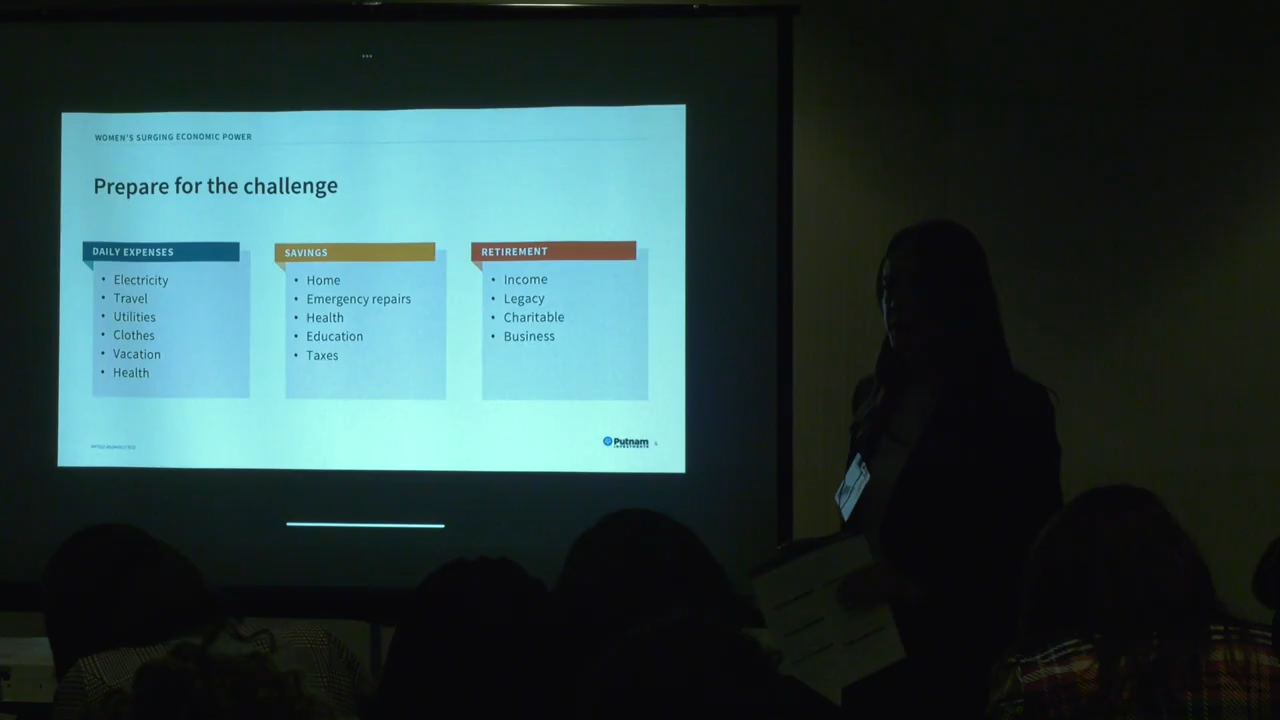 WOMEN'S SURGING ECONOMIC POWER
Prepare for the challenge
DAILY EXPENSES
• Electricity
• Travel
• Utilities
• Clothes
• Vacation
• Health
SAVINGS
• Home
• Emergency repairs
• Health
• Education
• Taxes
RETIREMENT
• Income
• Legacy
• Charitable
• Business
Putnam
INVESTMENTS